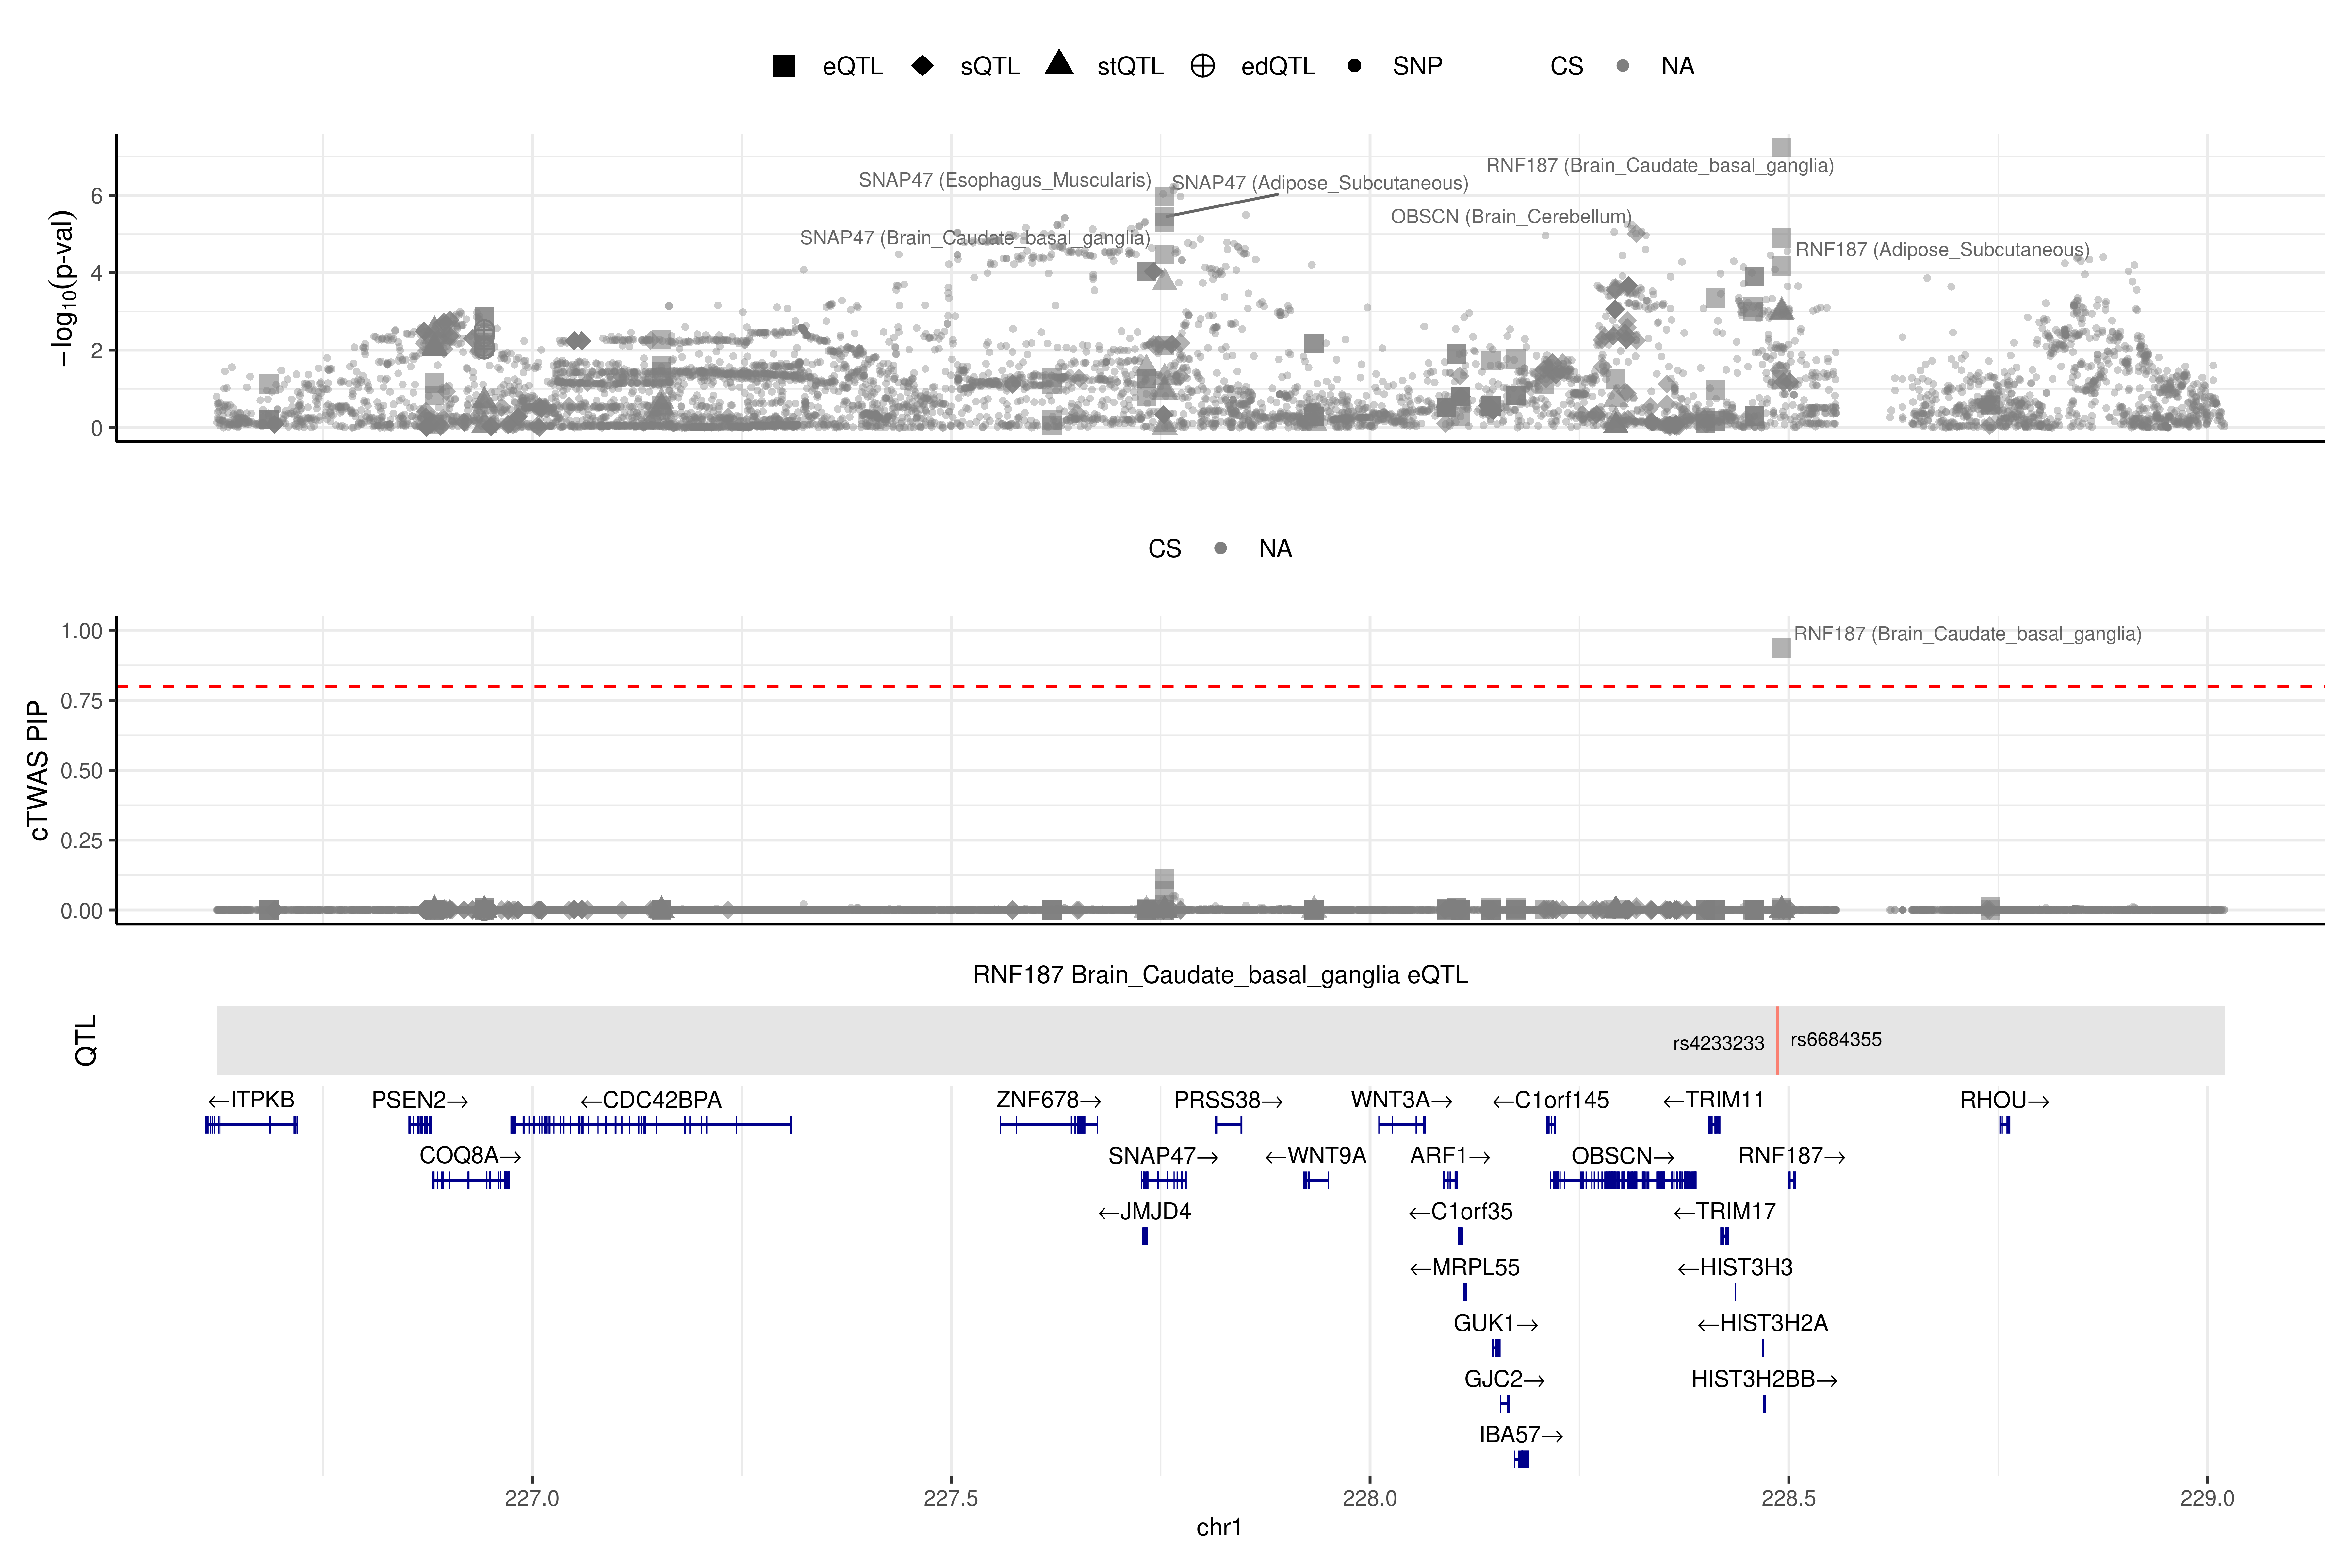 eQTL sQTL stQTL edQTL SNP CS NA
−log10(p-val)
6
4
2
0
RNF187 (Brain_Caudate_basal_ganglia)
SNAP47 (Esophagus_Muscularis)
SNAP47 (Adipose_Subcutaneous)
OBSCN (Brain_Cerebellum)
SNAP47 (Brain_Caudate_basal_ganglia)
RNF187 (Adipose_Subcutaneous)
CS NA
cTWAS PIP
1.00
0.75
0.50
0.25
0.00
RNF187 (Brain_Caudate_basal_ganglia)
RNF187 Brain_Caudate_basal_ganglia eQTL
QTL
rs4233233 rs6684355
←ITPKB PSEN2→ ←CDC42BPA ZNF678→ PRSS38→ WNT3A→ ←C1orf145 ←TRIM11 RHOU→
COQ8A→ SNAP47→ ←WNT9A ARF1→ OBSCN→ RNF187→
←JMJD4 ←C1orf35 ←TRIM17
←MRPL55 ←HIST3H3
GUK1→ ←HIST3H2A
GJC2→ HIST3H2BB→
IBA57→
227.0 227.5 228.0 228.5 229.0
chr1